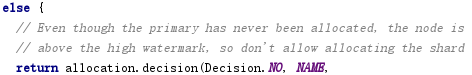 else {
// Even though the primary has never been allocated, the node is
// above the high watermark, so don't allow allocating the shard
return allocation.decision(Decision.NO, NAME,